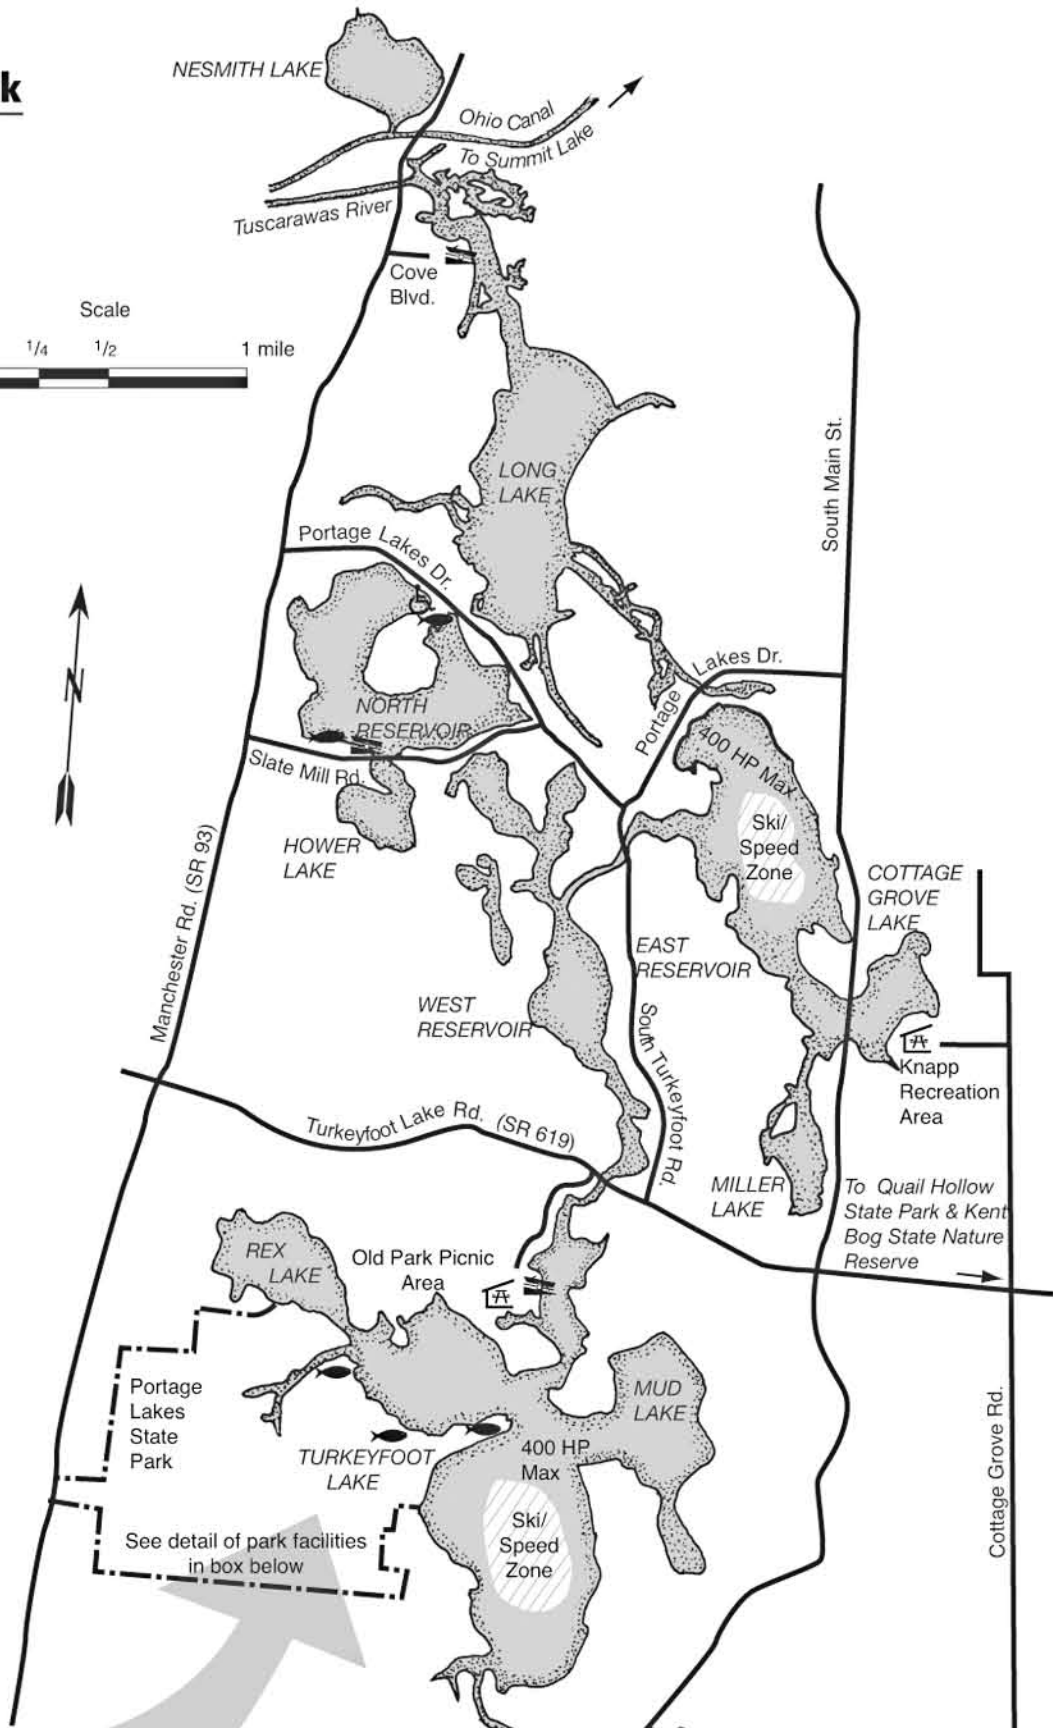 k
NESMITH LAKE
Ohio Canal
To Summit Lake
Tuscarawas River
Cove
Blvd.
Scale
1/4
1/2
1 mile
LONG
LAKE
South Main St.
Portage Lakes Dr.
N
Portage Lakes Dr.
NORTH
RESERVOIR
Slate Mill Rd.
400 HP Max
Ski/
Speed
Zone
HOWER
LAKE
COTTAGE
GROVE
LAKE
Manchester Rd. (SR 93)
EAST
RESERVOIR
WEST
RESERVOIR
South Turkeyfoot Rd.
Knapp
Recreation
Area
Turkeyfoot Lake Rd. (SR 619)
MILLER
LAKE
To Quail Hollow
State Park & Kent
Bog State Nature
Reserve
REX
LAKE
Old Park Picnic
Area
Portage
Lakes
State
Park
MUD
LAKE
TURKEYFOOT
LAKE
400 HP
Max
Cottage Grove Rd.
Ski/
Speed
Zone
See detail of park facilities
in box below